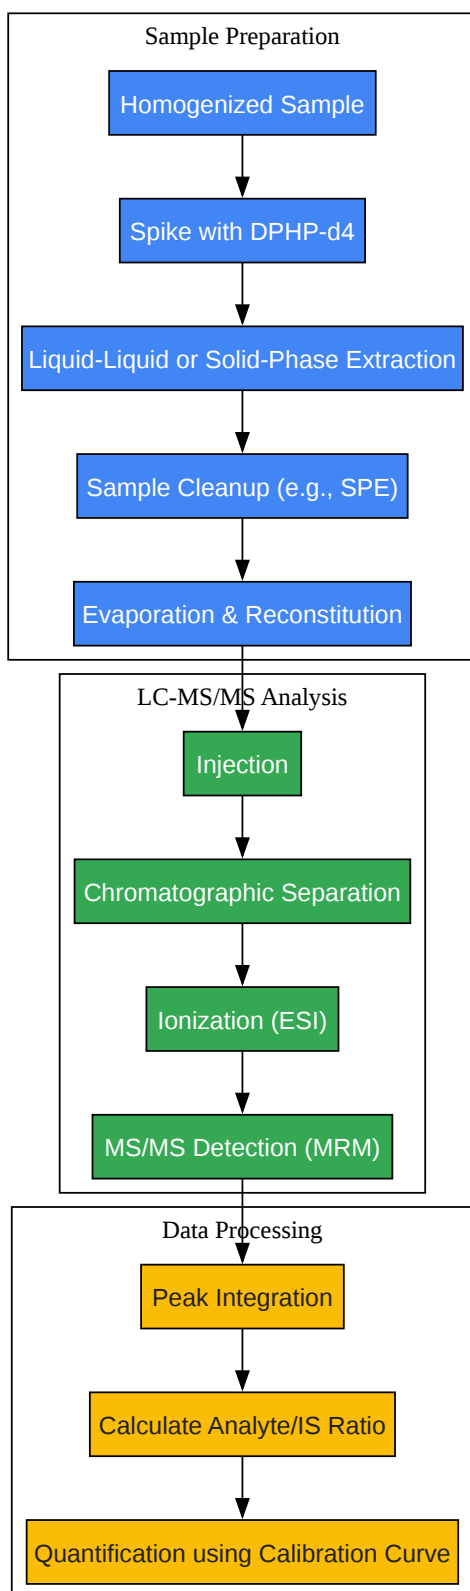 Sample Preparation
Homogenized Sample
Spike with DPHP-d4
Liquid-Liquid or Solid-Phase Extraction
Sample Cleanup (e.g., SPE)
Evaporation & Reconstitution
LC-MS/MS Analysis
Injection
Chromatographic Separation
Ionization (ESI)
MS/MS Detection (MRM)
Data Processing
Peak Integration
Calculate Analyte/IS Ratio
Quantification using Calibration Curve